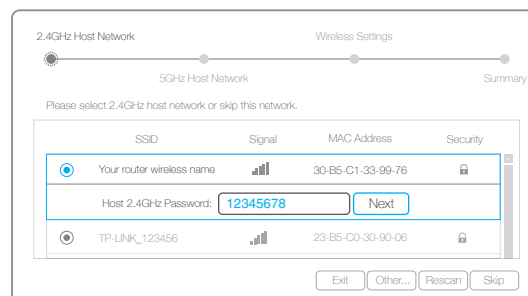 2.4GHz Host Network Wireless Settings
5GHz Host Network Summary
Please select 2.4GHz host network or skip this network.
SSID Signal MAC Address Security
Your router wireless name 30-B5-C1-33-99-76
Host 2.4GHz Password: 12345678 Next
TP-LINK_123456 23-B5-C0-30-90-06
Exit Other... Rescan Skip